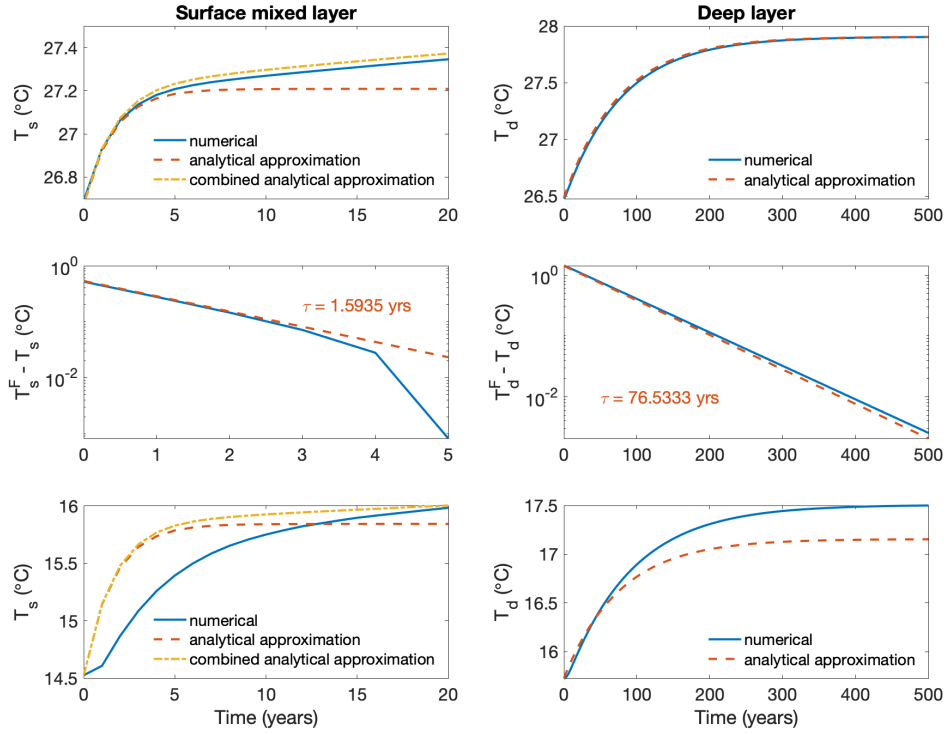 Surface mixed layer
Deep layer
T_s (°C)
27.4
27.2
27
26.8
numerical
analytical approximation
combined analytical approximation
0 5 10 15 20
T_d (°C)
28
27.5
27
26.5
numerical
analytical approximation
0 100 200 300 400 500
T_s^F - T_s (°C)
10^0
10^-2
τ = 1.5935 yrs
0 1 2 3 4 5
T_d^F - T_d (°C)
10^0
10^-2
τ = 76.5333 yrs
0 100 200 300 400 500
T_s (°C)
16
15.5
15
14.5
numerical
analytical approximation
combined analytical approximation
0 5 10 15 20
Time (years)
T_d (°C)
17.5
17
16.5
16
numerical
analytical approximation
0 100 200 300 400 500
Time (years)